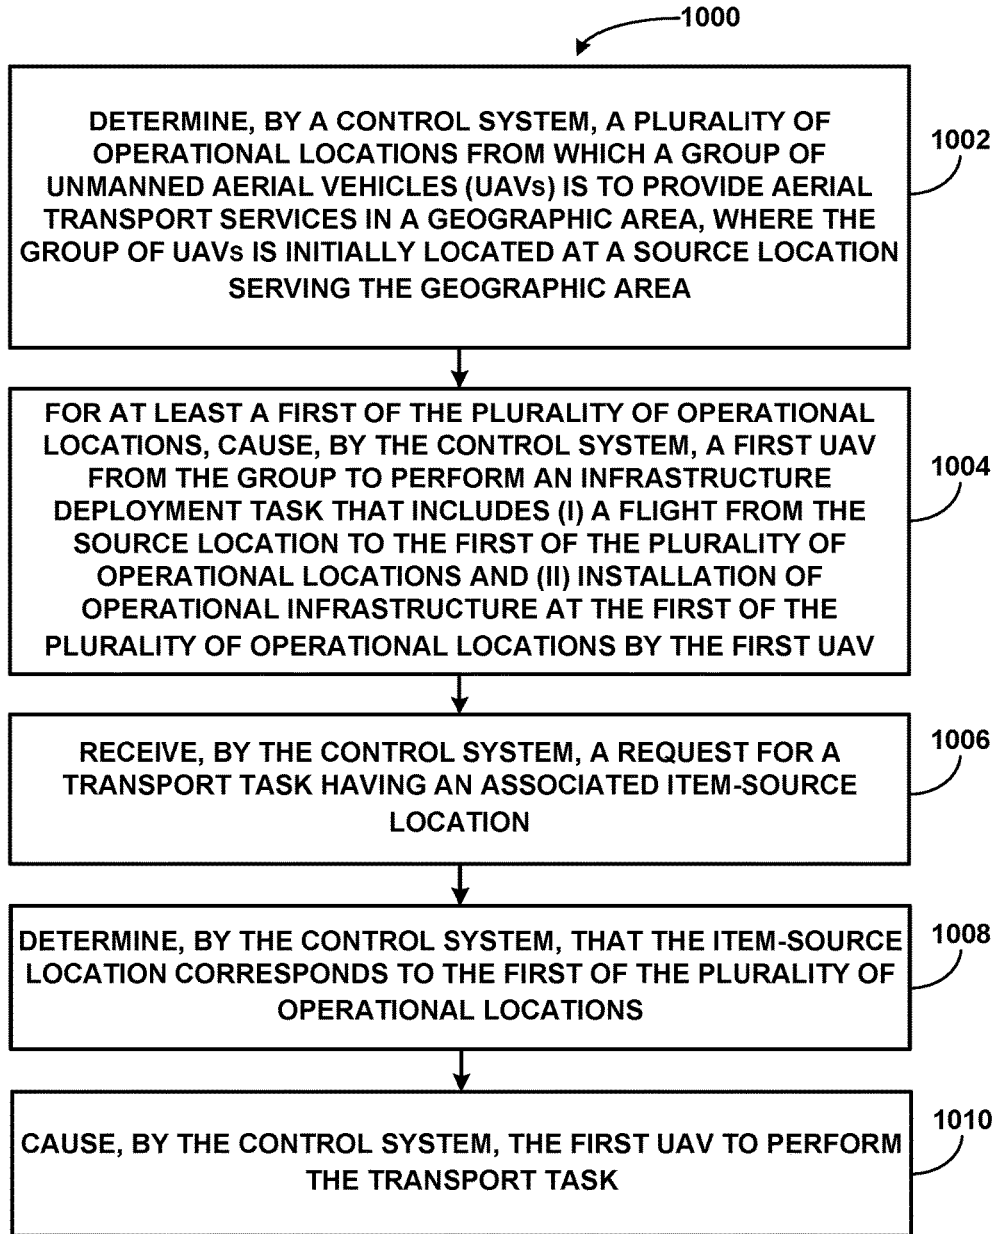 1000
DETERMINE, BY A CONTROL SYSTEM, A PLURALITY OF
OPERATIONAL LOCATIONS FROM WHICH A GROUP OF
UNMANNED AERIAL VEHICLES (UAVs) IS TO PROVIDE AERIAL
TRANSPORT SERVICES IN A GEOGRAPHIC AREA, WHERE THE
GROUP OF UAVs IS INITIALLY LOCATED AT A SOURCE LOCATION
SERVING THE GEOGRAPHIC AREA
1002
FOR AT LEAST A FIRST OF THE PLURALITY OF OPERATIONAL
LOCATIONS, CAUSE, BY THE CONTROL SYSTEM, A FIRST UAV
FROM THE GROUP TO PERFORM AN INFRASTRUCTURE
DEPLOYMENT TASK THAT INCLUDES (I) A FLIGHT FROM THE
SOURCE LOCATION TO THE FIRST OF THE PLURALITY OF
OPERATIONAL LOCATIONS AND (II) INSTALLATION OF
OPERATIONAL INFRASTRUCTURE AT THE FIRST OF THE
PLURALITY OF OPERATIONAL LOCATIONS BY THE FIRST UAV
1004
RECEIVE, BY THE CONTROL SYSTEM, A REQUEST FOR A
TRANSPORT TASK HAVING AN ASSOCIATED ITEM-SOURCE
LOCATION
1006
DETERMINE, BY THE CONTROL SYSTEM, THAT THE ITEM-SOURCE
LOCATION CORRESPONDS TO THE FIRST OF THE PLURALITY OF
OPERATIONAL LOCATIONS
1008
CAUSE, BY THE CONTROL SYSTEM, THE FIRST UAV TO PERFORM
THE TRANSPORT TASK
1010